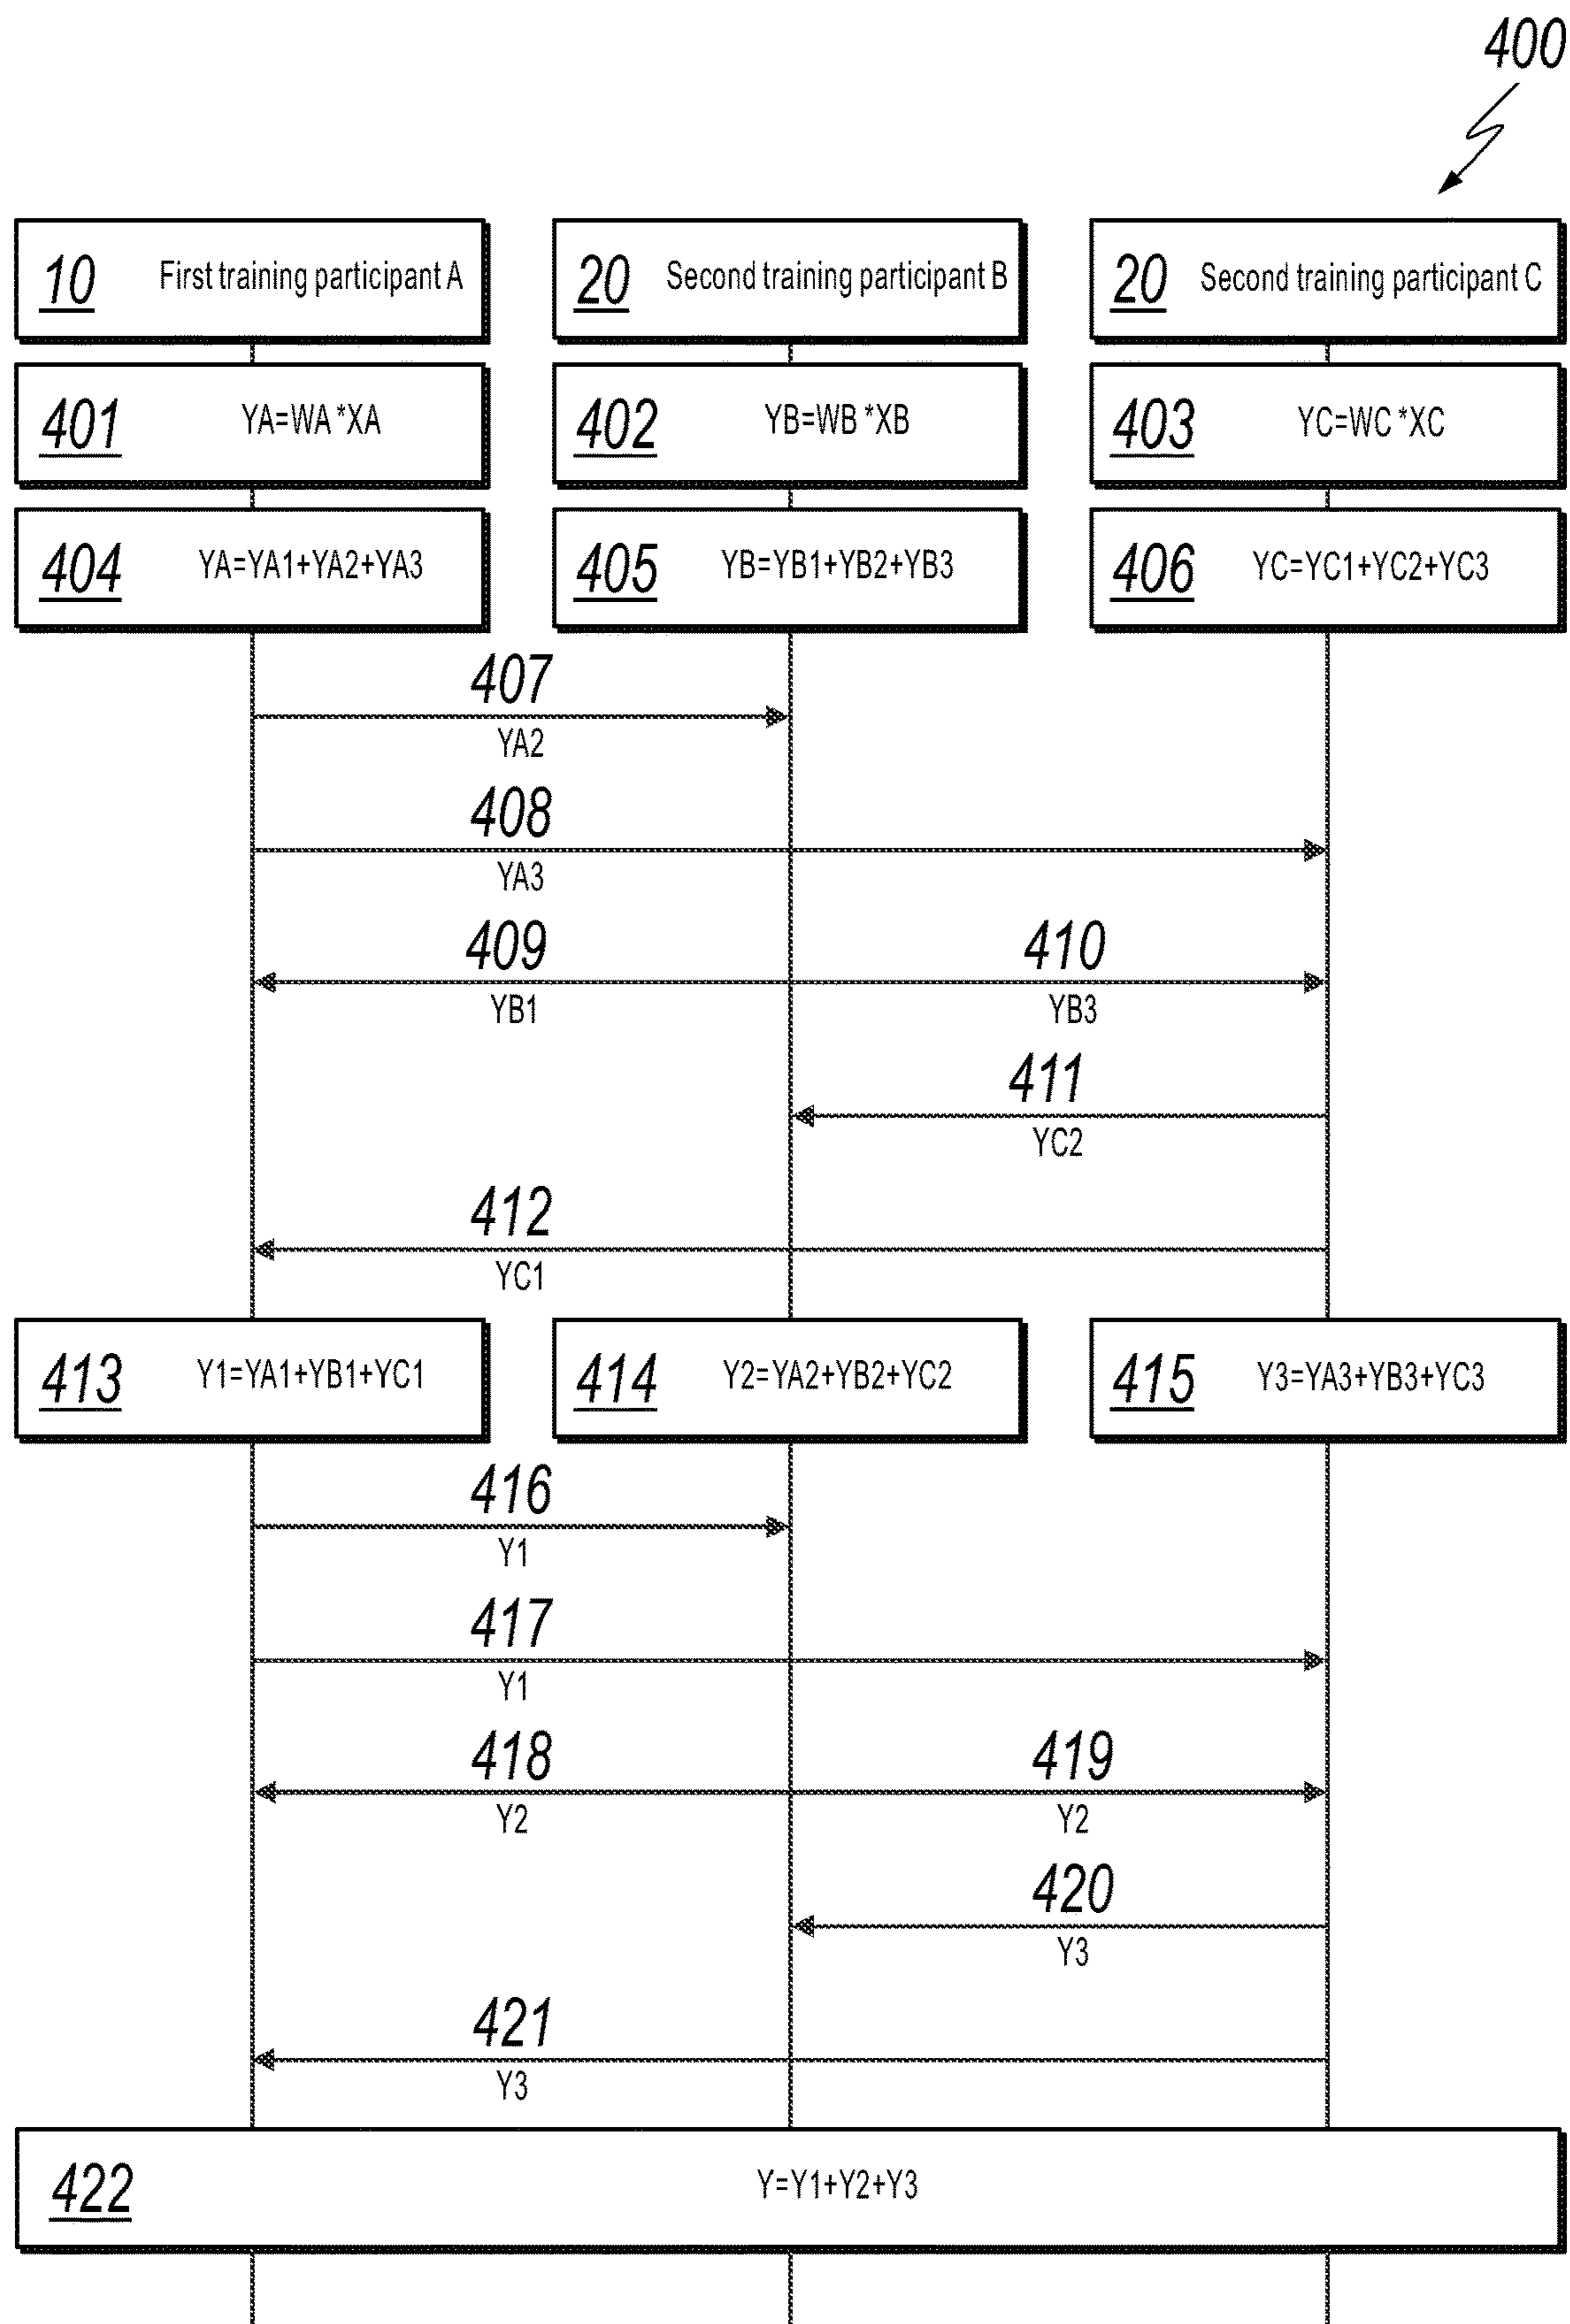 400
10 First training participant A
20 Second training participant B
20 Second training participant C
401 YA=WA*XA
402 YB=WB*XB
403 YC=WC*XC
404 YA=YA1+YA2+YA3
405 YB=YB1+YB2+YB3
406 YC=YC1+YC2+YC3
407
YA2
408
YA3
409
YB1
410
YB3
411
YC2
412
YC1
413 Y1=YA1+YB1+YC1
414 Y2=YA2+YB2+YC2
415 Y3=YA3+YB3+YC3
416
Y1
417
Y1
418
Y2
419
Y2
420
Y3
421
Y3
422 Y=Y1+Y2+Y3